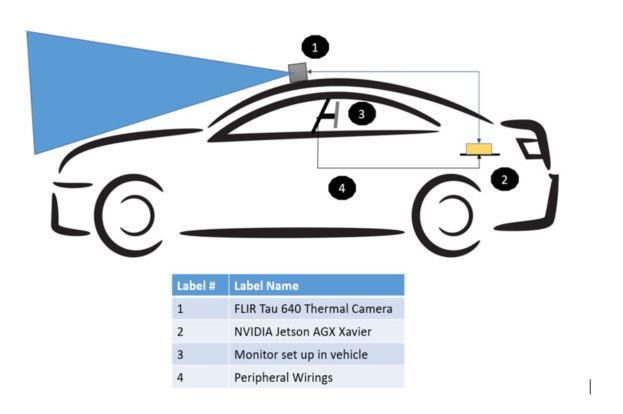 1
3
2
4
Label # Label Name
1 FLIR Tau 640 Thermal Camera
2 NVIDIA Jetson AGX Xavier
3 Monitor set up in vehicle
4 Peripheral Wirings